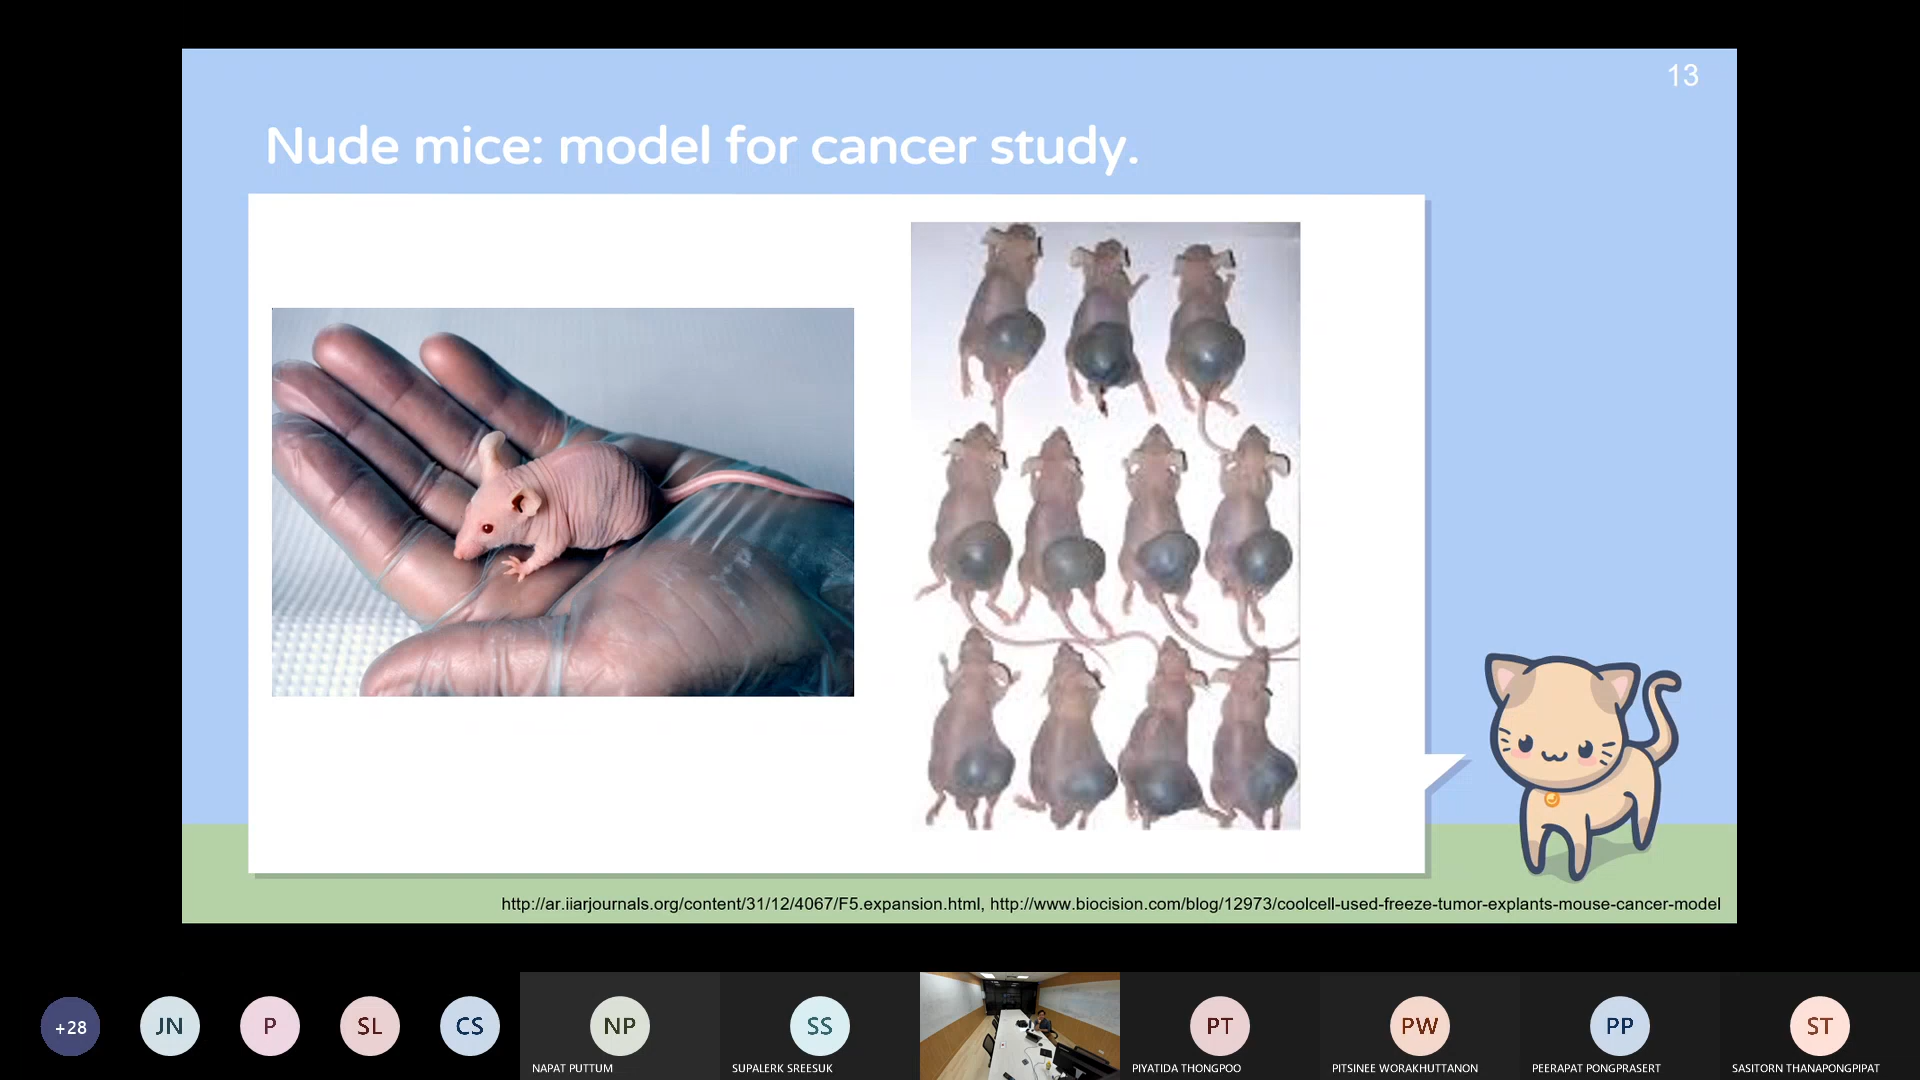 13
Nude mice: model for cancer study.
http://ar.iiarjournals.org/content/31/12/4067/F5.expansion.html, http://www.biocision.com/blog/12973/coolcell-used-freeze-tumor-explants-mouse-cancer-model
+28
JN
P
SL
CS
NP
SS
PT
PW
PP
ST
NAPAT PUTTUM
SUPALERK SREESUK
PIYATIDA THONGPOO
PITSINEE WORAKHUTTANON
PEERAPAT PONGPRASERT
SASITORN THANAPONGPIPAT